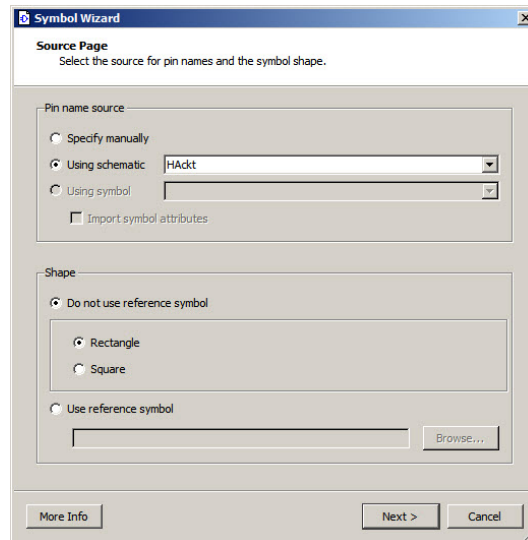 Symbol Wizard
Source Page
Select the source for pin names and the symbol shape.
Pin name source
Specify manually
Using schematic HAckt
Using symbol
Import symbol attributes
Shape
Do not use reference symbol
Rectangle
Square
Use reference symbol
Browse...
More Info Next > Cancel